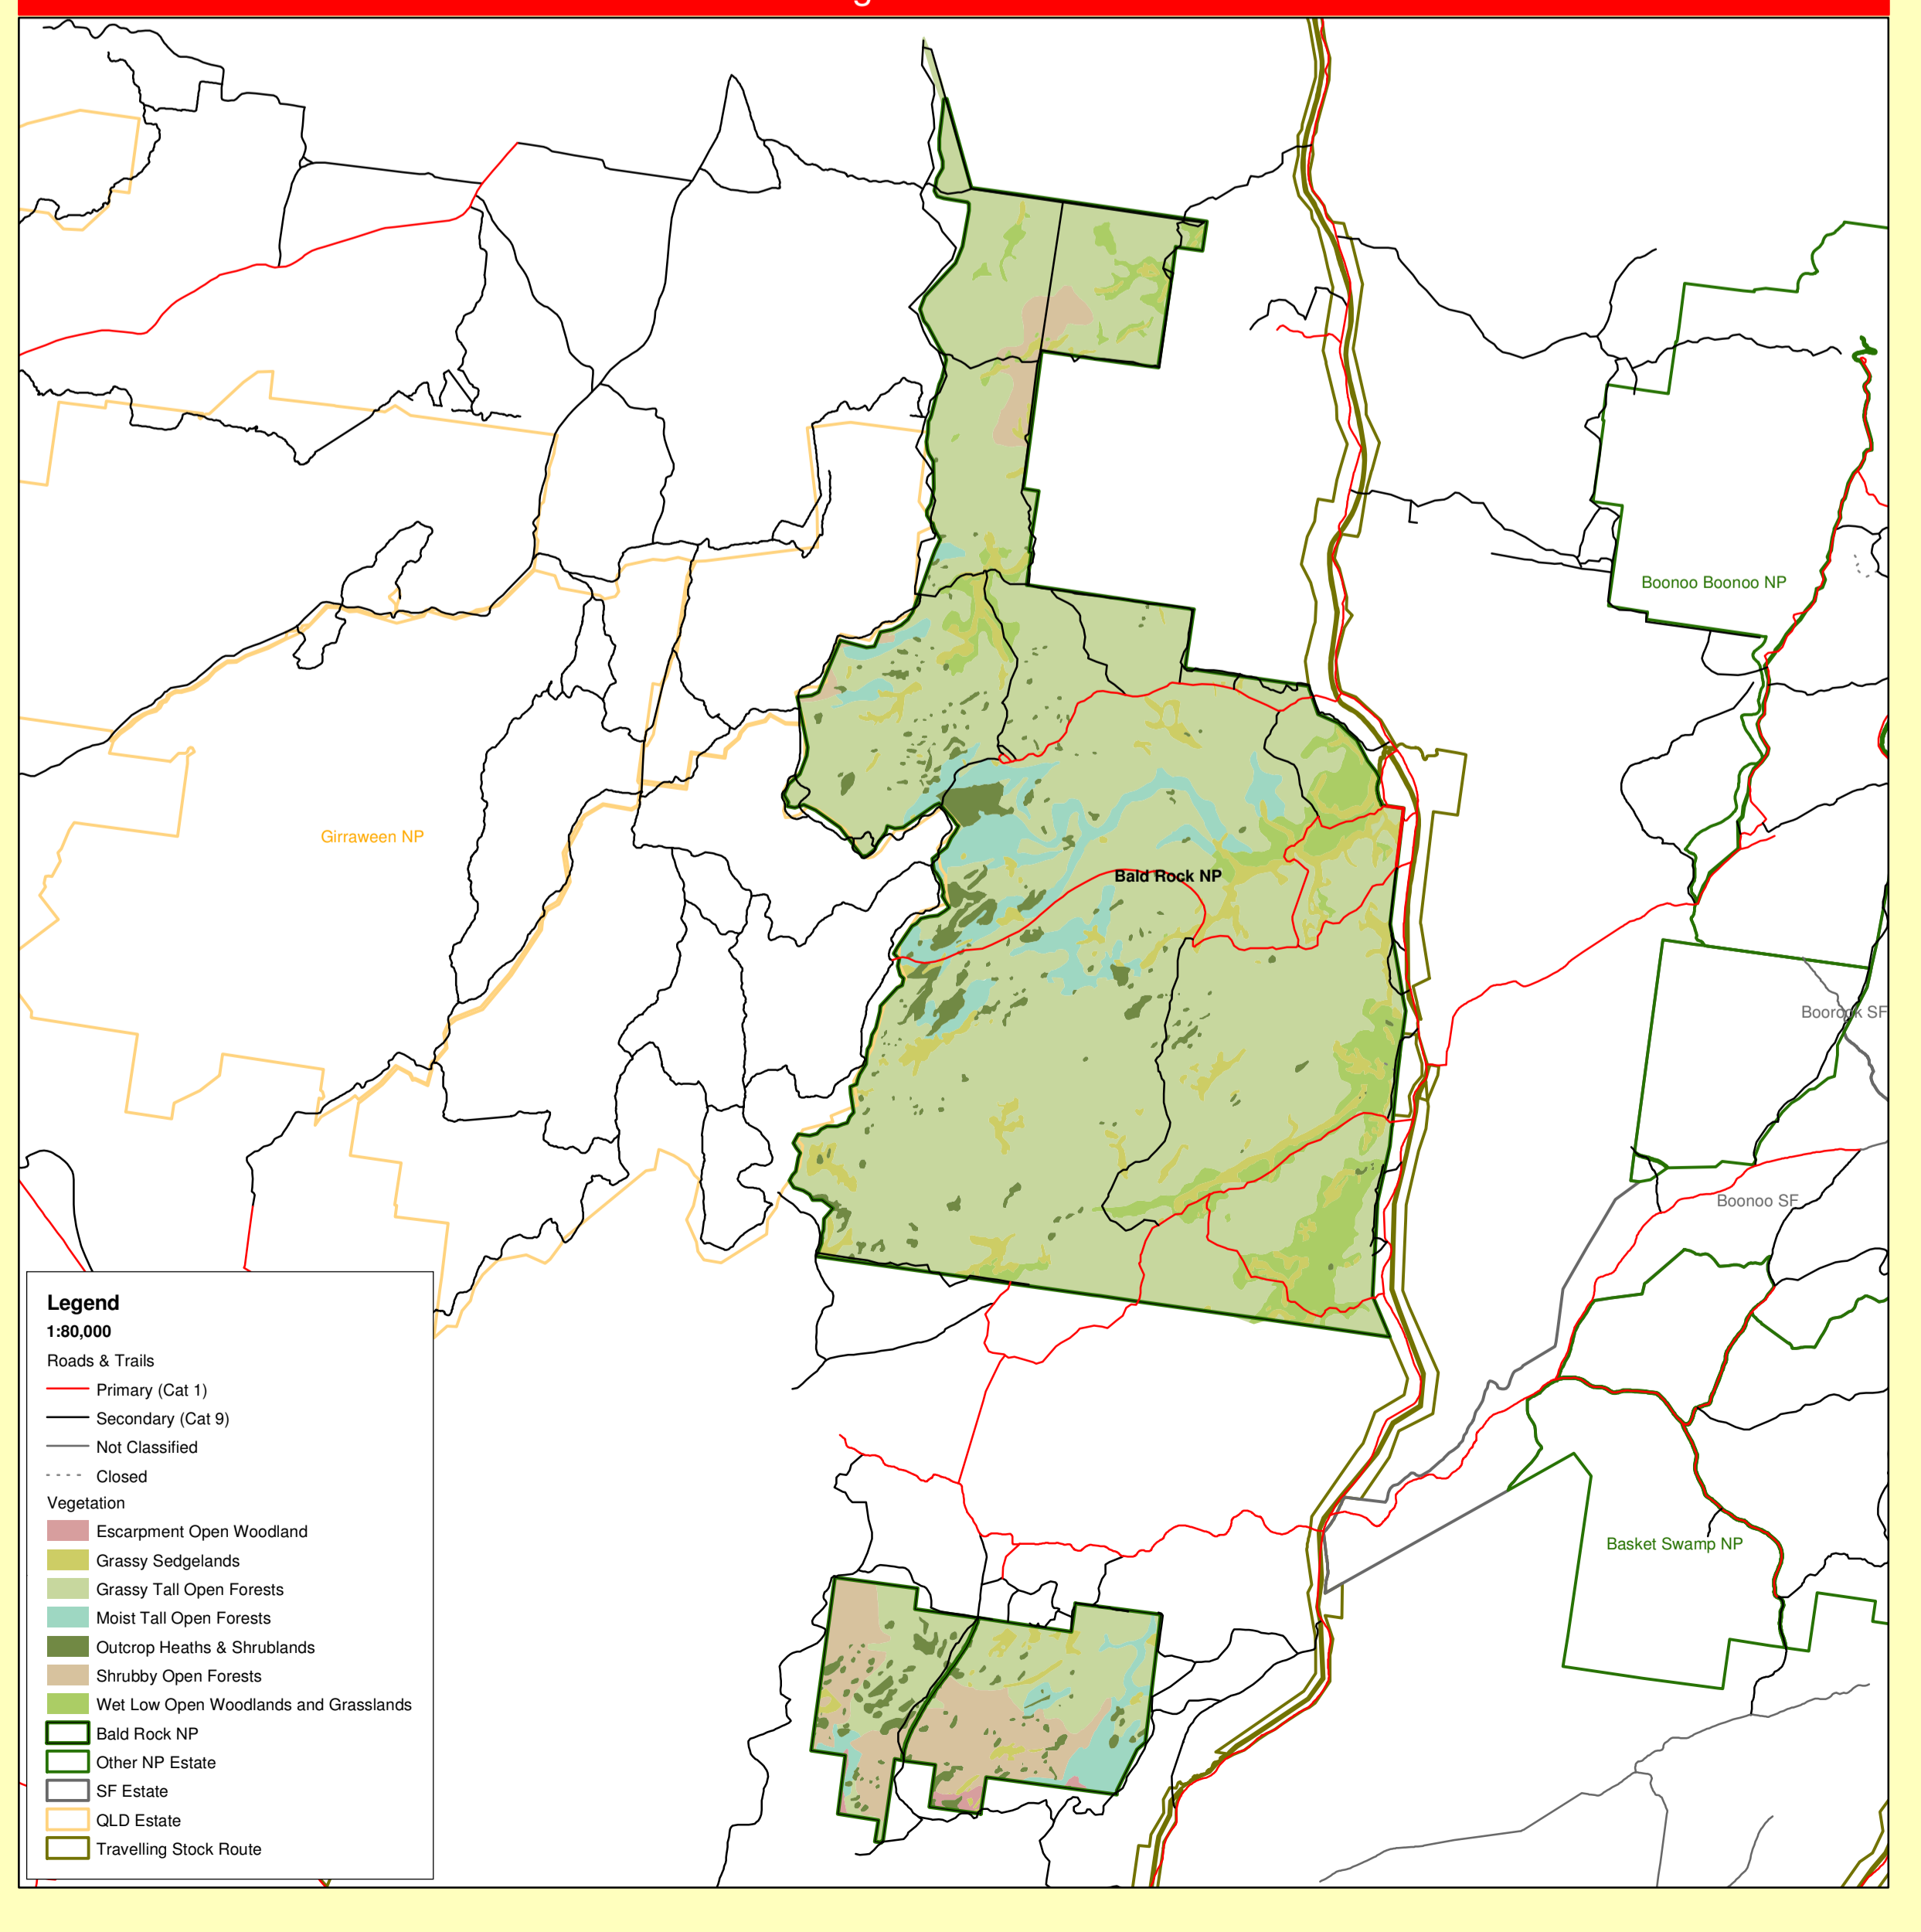 Boonoo Boonoo NP
Girraween NP
Bald Rock NP
Boorook SF
Boonoo SF
Basket Swamp NP
Legend
1:80,000
Roads & Trails
Primary (Cat 1)
Secondary (Cat 9)
Not Classified
Closed
Vegetation
Escarpment Open Woodland
Grassy Sedgelands
Grassy Tall Open Forests
Moist Tall Open Forests
Outcrop Heaths & Shrublands
Shrubby Open Forests
Wet Low Open Woodlands and Grasslands
Bald Rock NP
Other NP Estate
SF Estate
QLD Estate
Travelling Stock Route